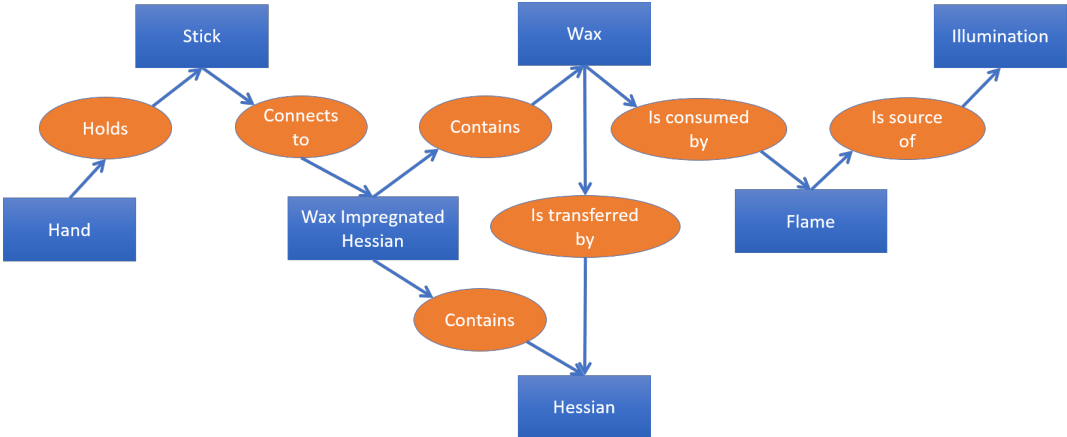 Stick
Wax
Illumination
Holds
Connects
to
Contains
Is consumed
by
Is source
of
Hand
Wax Impregnated
Hessian
Is transferred
by
Flame
Contains
Hessian